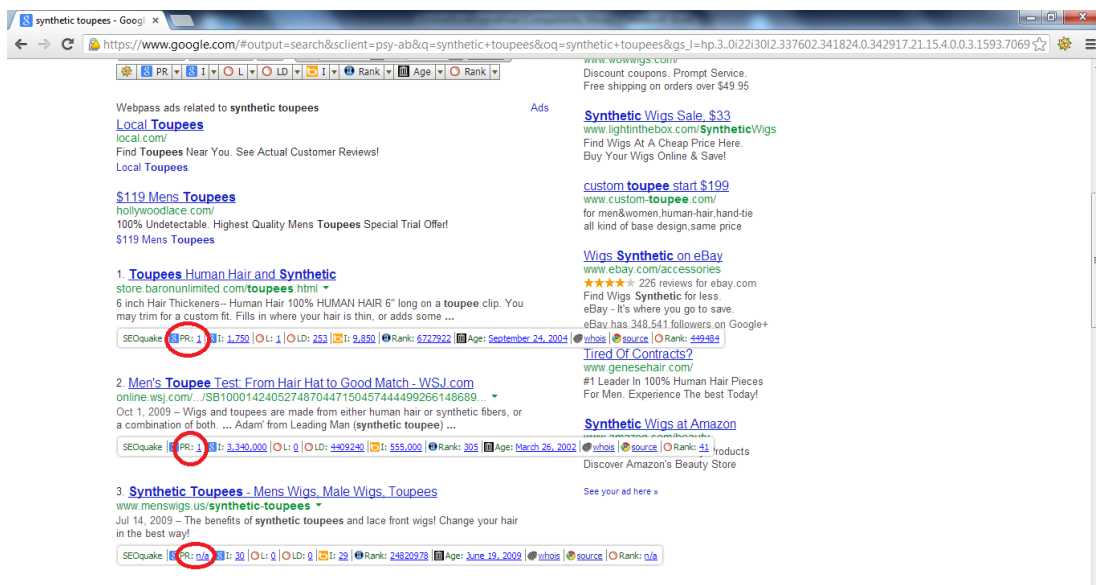 synthetic toupees - Googl
https://www.google.com/#output=search&sclient=psy-ab&q=synthetic+toupees&oq=synthetic+toupees&gs_l=hp.3..0i22i30l2.337602.341824.0.342917.21.15.4.0.0.3.1593.7069
PR I L LD I Rank Age Rank
Webpass ads related to synthetic toupees Ads
Local Toupees
local.com/
Find Toupees Near You. See Actual Customer Reviews!
Local Toupees
$119 Mens Toupees
hollywoodlace.com/
100% Undetectable. Highest Quality Mens Toupees Special Trial Offer!
$119 Mens Toupees
1. Toupees Human Hair and Synthetic
store.baronunlimited.com/toupees.html
6 inch Hair Thickeners-- Human Hair 100% HUMAN HAIR 6" long on a toupee clip. You
may trim for a custom fit. Fills in where your hair is thin, or adds some ...
SEOquake PR: 1 I: 1,750 L: 1 LD: 253 I: 9,850 Rank: 6727922 Age: September 24, 2004 whois source Rank: 449484
2. Men's Toupee Test: From Hair Hat to Good Match - WSJ.com
online.wsj.com/.../SB10001424052748704471504574444992661486 89...
Oct 1, 2009 – Wigs and toupees are made from either human hair or synthetic fibers, or
a combination of both. ... Adam' from Leading Man (synthetic toupee) ...
SEOquake PR: 1 I: 3,340,000 L: 0 LD: 4409240 I: 555,000 Rank: 305 Age: March 26, 2002 whois source Rank: 41
3. Synthetic Toupees - Mens Wigs, Male Wigs, Toupees
www.menswigs.us/synthetic-toupees
Jul 14, 2009 – The benefits of synthetic toupees and lace front wigs! Change your hair
in the best way!
SEOquake PR: n/a I: 30 L: 0 LD: 0 I: 29 Rank: 24820978 Age: June 19, 2009 whois source Rank: n/a
www.wowwigs.com/
Discount coupons. Prompt Service.
Free shipping on orders over $49.95
Synthetic Wigs Sale, $33
www.lightinthebox.com/SyntheticWigs
Find Wigs At A Cheap Price Here.
Buy Your Wigs Online & Save!
custom toupee start $199
www.custom-toupee.com/
for men&women,human-hair,hand-tie
all kind of base design,same price
Wigs Synthetic on eBay
www.ebay.com/accessories
226 reviews for ebay.com
Find Wigs Synthetic for less.
eBay - It's where you go to save.
eBay has 348,541 followers on Google+
Tired Of Contracts?
www.genesehair.com/
#1 Leader In 100% Human Hair Pieces
For Men. Experience The best Today!
Synthetic Wigs at Amazon
www.amazon.com/beauty
roducts
Discover Amazon's Beauty Store
See your ad here »